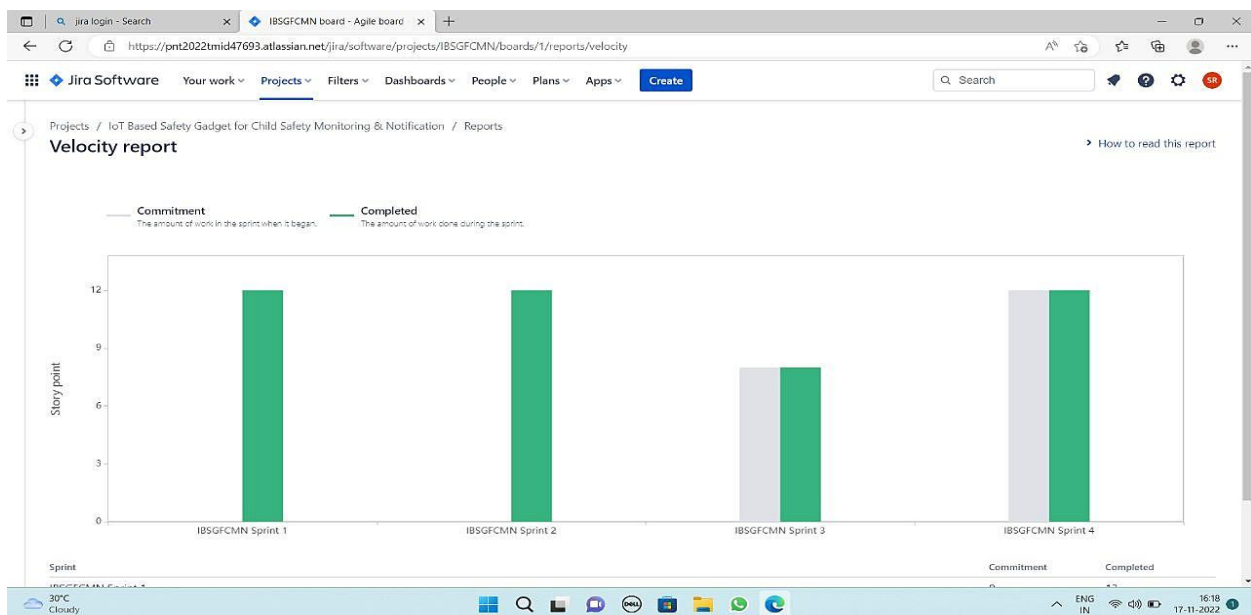 jira login - Search
IBSGFCMN board - Agile board
https://pnt2022tmid47693.atlassian.net/jira/software/projects/IBSGFCMN/boards/1/reports/velocity
Jira Software Your work Projects Filters Dashboards People Plans Apps Create Search SR
Projects / IoT Based Safety Gadget for Child Safety Monitoring & Notification / Reports
Velocity report
How to read this report
Commitment
The amount of work in the sprint when it began.
Completed
The amount of work done during the sprint.
Story point
12
9
6
3
0
IBSGFCMN Sprint 1 IBSGFCMN Sprint 2 IBSGFCMN Sprint 3 IBSGFCMN Sprint 4
Sprint Commitment Completed
30°C
Cloudy
DELL
ENG
IN
16:18
17-11-2022
1